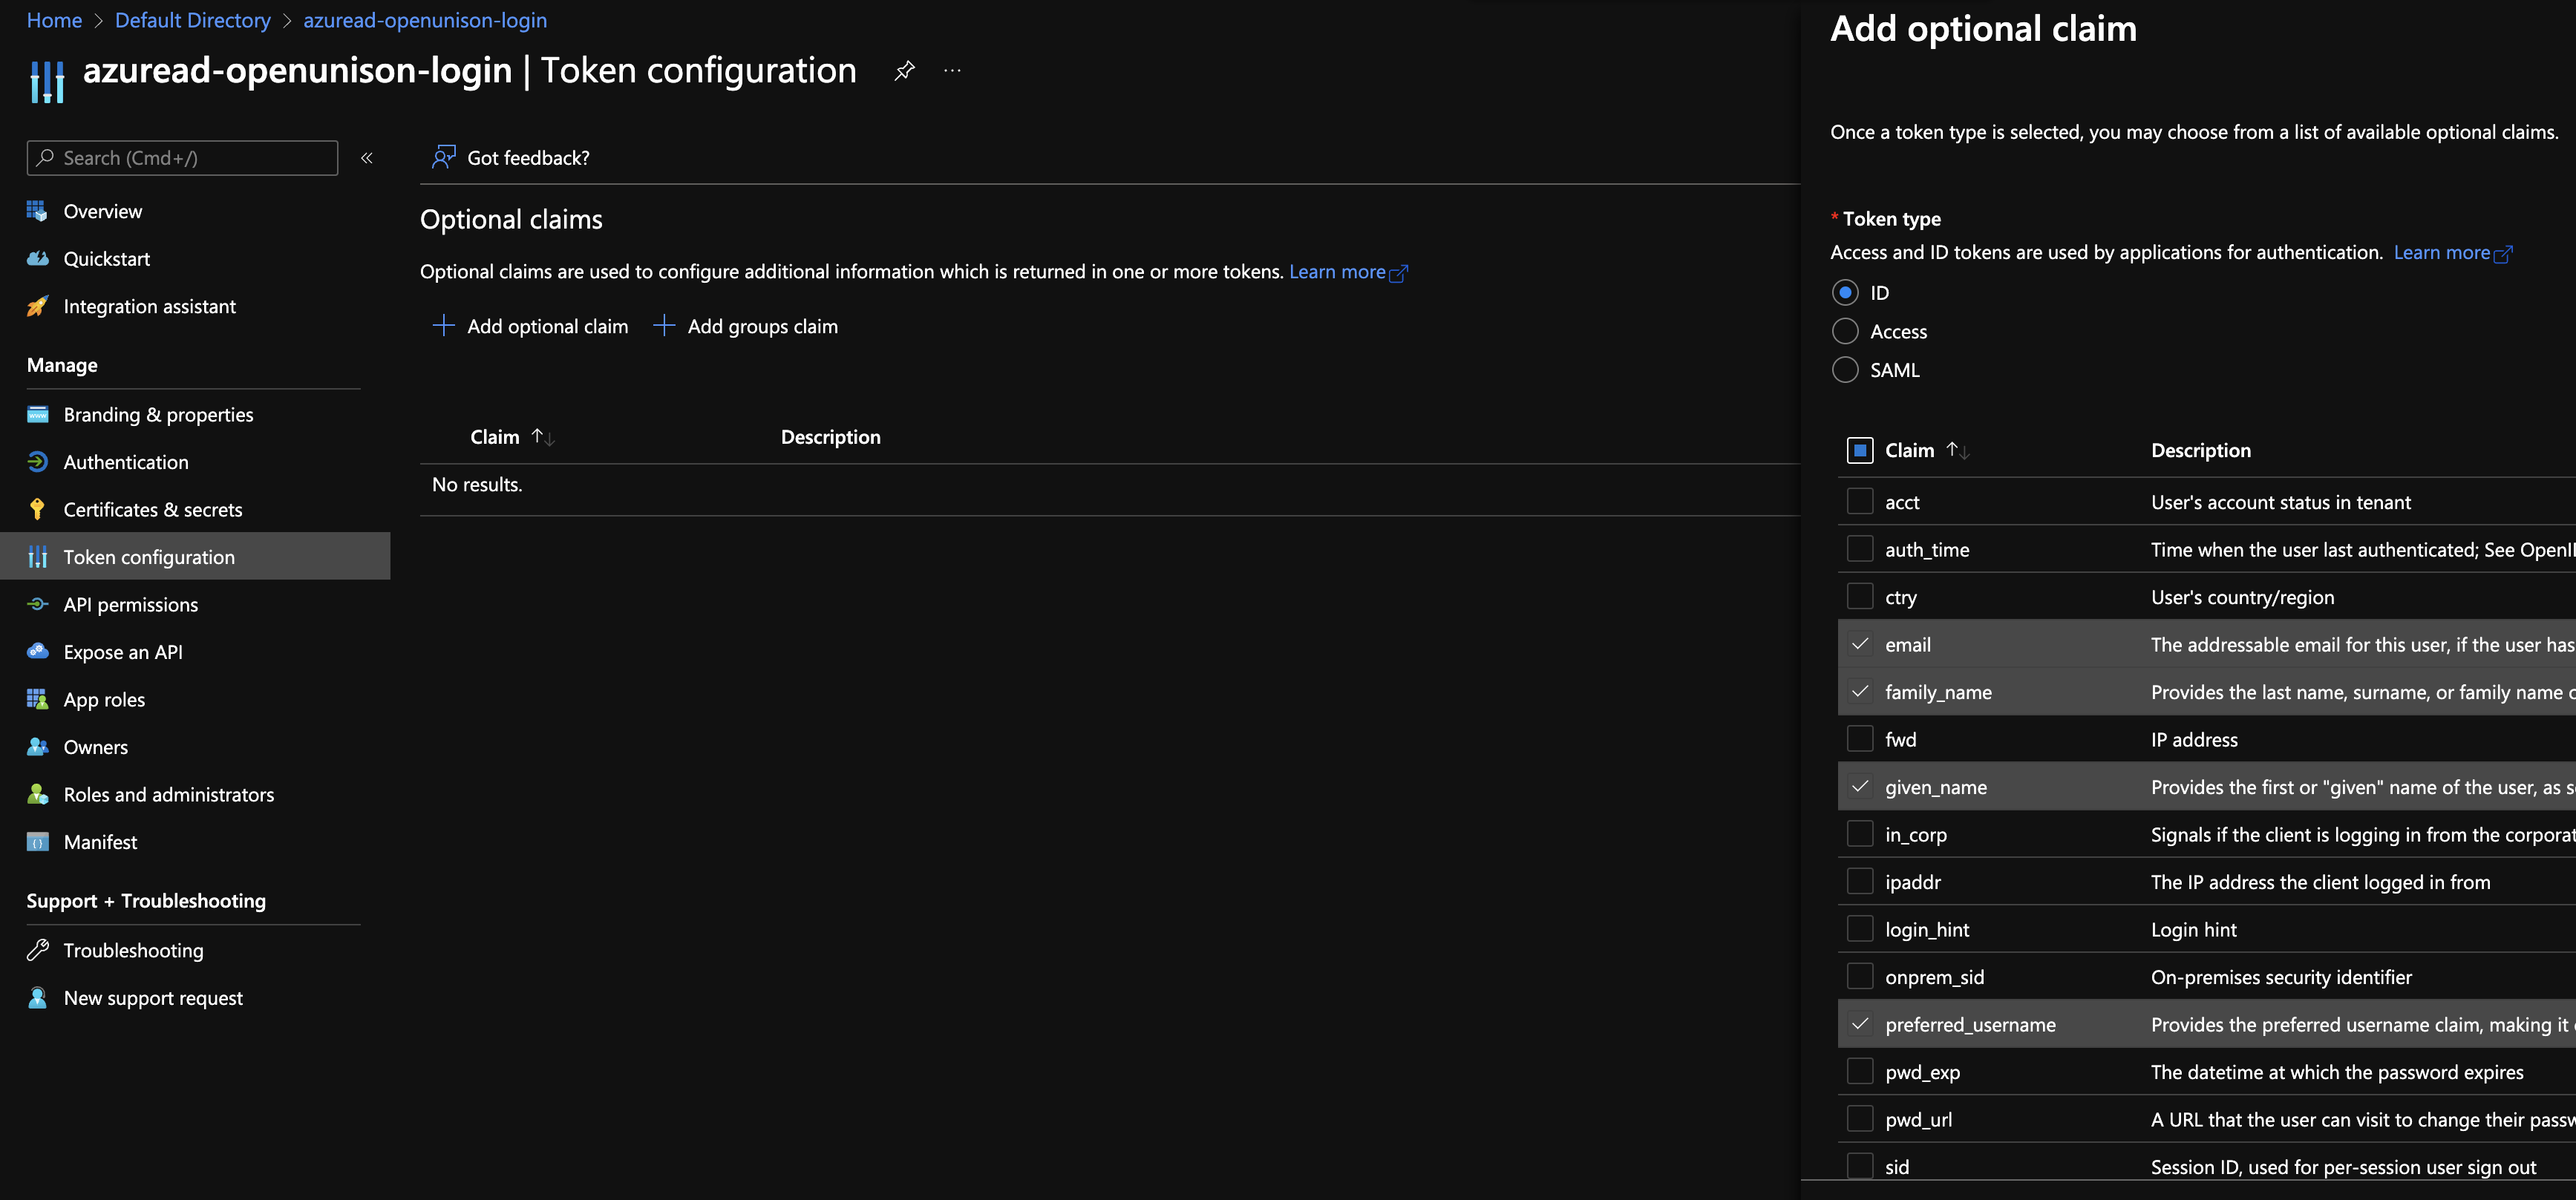 Home > Default Directory > azuread-openunison-login
azuread-openunison-login | Token configuration
Search (Cmd+/)
Overview
Quickstart
Integration assistant
Manage
Branding & properties
Authentication
Certificates & secrets
Token configuration
API permissions
Expose an API
App roles
Owners
Roles and administrators
Manifest
Support + Troubleshooting
Troubleshooting
New support request
Got feedback?
Optional claims
Optional claims are used to configure additional information which is returned in one or more tokens. Learn more
Add optional claim Add groups claim
Claim Description
No results.
Add optional claim
Once a token type is selected, you may choose from a list of available optional claims.
* Token type
Access and ID tokens are used by applications for authentication. Learn more
ID
Access
SAML
Claim Description
acct User's account status in tenant
auth_time Time when the user last authenticated; See OpenI
ctry User's country/region
email The addressable email for this user, if the user has
family_name Provides the last name, surname, or family name
fwd IP address
given_name Provides the first or "given" name of the user, as
in_corp Signals if the client is logging in from the corporat
ipaddr The IP address the client logged in from
login_hint Login hint
onprem_sid On-premises security identifier
preferred_username Provides the preferred username claim, making it
pwd_exp The datetime at which the password expires
pwd_url A URL that the user can visit to change their passw
sid Session ID, used for per-session user sign out